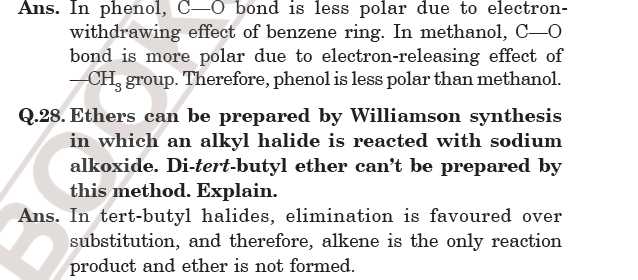 Ans. In phenol, C—O bond is less polar due to electron-
withdrawing effect of benzene ring. In methanol, C—O
bond is more polar due to electron-releasing effect of
—CH₃ group. Therefore, phenol is less polar than methanol.
Q.28. Ethers can be prepared by Williamson synthesis
in which an alkyl halide is reacted with sodium
alkoxide. Di-tert-butyl ether can’t be prepared by
this method. Explain.
Ans. In tert-butyl halides, elimination is favoured over
substitution, and therefore, alkene is the only reaction
product and ether is not formed.
BOOK